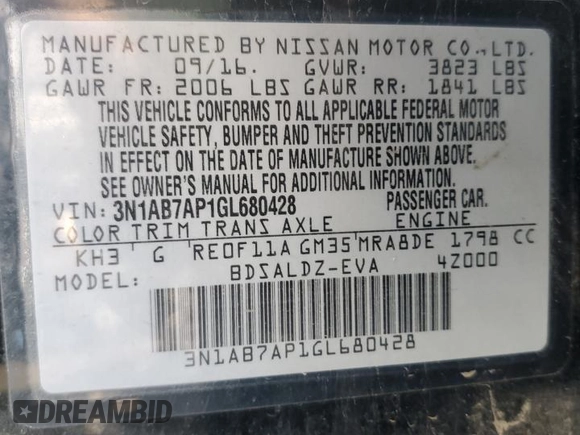 MANUFACTURED BY NISSAN MOTOR CO., LTD.
DATE: 09/16. GVWR: 3823 LBS
GAWR FR: 2006 LBS GAWR RR: 1841 LBS
THIS VEHICLE CONFORMS TO ALL APPLICABLE FEDERAL MOTOR
VEHICLE SAFETY, BUMPER AND THEFT PREVENTION STANDARDS
IN EFFECT ON THE DATE OF MANUFACTURE SHOWN ABOVE.
SEE OWNER'S MANUAL FOR ADDITIONAL INFORMATION.
VIN: 3N1AB7AP1GL680428 PASSENGER CAR.
COLOR TRIM TRANS AXLE ENGINE
KH3 G RE0F11A GM35 MRA8DE 1798 CC
MODEL: BDSALDZ-EVA 4Z000
3N1AB7AP1GL680428
DREAMBID